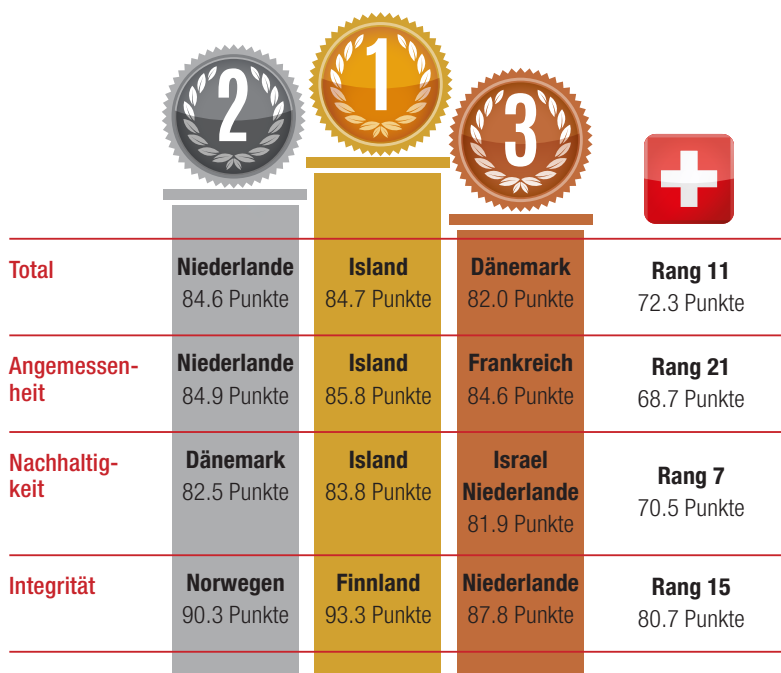 2
1
3
Total
Niederlande
84.6 Punkte
Island
84.7 Punkte
Dänemark
82.0 Punkte
Rang 11
72.3 Punkte
Angemessen-
heit
Niederlande
84.9 Punkte
Island
85.8 Punkte
Frankreich
84.6 Punkte
Rang 21
68.7 Punkte
Nachhaltig-
keit
Dänemark
82.5 Punkte
Island
83.8 Punkte
Israel
Niederlande
81.9 Punkte
Rang 7
70.5 Punkte
Integrität
Norwegen
90.3 Punkte
Finnland
93.3 Punkte
Niederlande
87.8 Punkte
Rang 15
80.7 Punkte